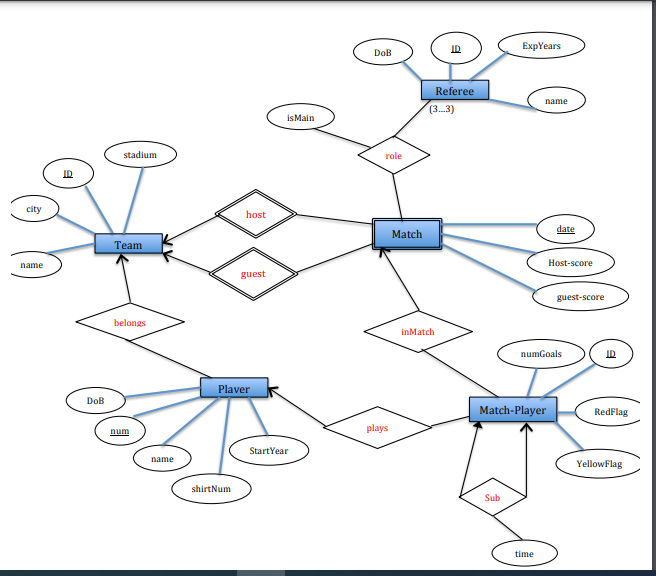 DoB
ID
ExpYears
Referee
name
(3...3)
isMain
role
stadium
ID
city
name
Team
host
guest
Match
date
Host-score
guest-score
belongs
inMatch
numGoals
ID
Player
DoB
num
name
shirtNum
StartYear
plays
Match-Player
RedFlag
YellowFlag
Sub
time